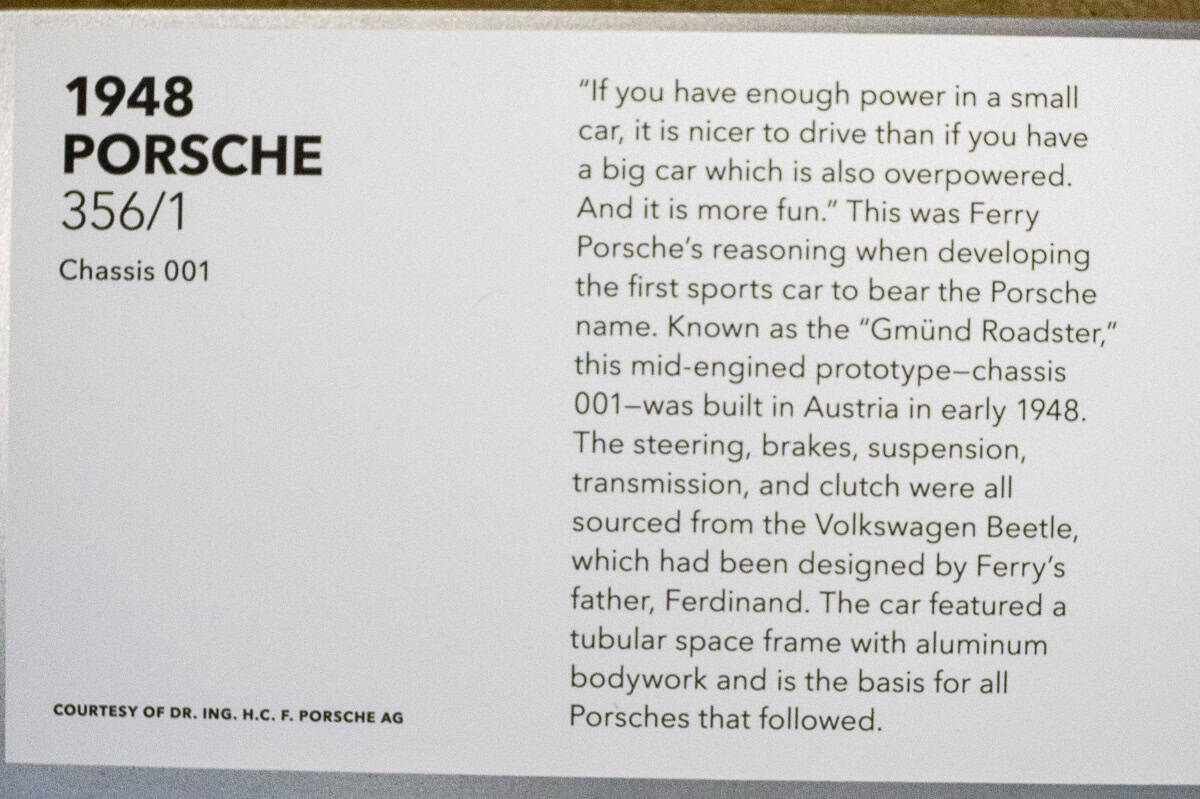 1948
PORSCHE
356/1
Chassis 001
COURTESY OF DR. ING. H.C. F. PORSCHE AG
“If you have enough power in a small
car, it is nicer to drive than if you have
a big car which is also overpowered.
And it is more fun.” This was Ferry
Porsche’s reasoning when developing
the first sports car to bear the Porsche
name. Known as the “Gmünd Roadster,”
this mid-engined prototype—chassis
001—was built in Austria in early 1948.
The steering, brakes, suspension,
transmission, and clutch were all
sourced from the Volkswagen Beetle,
which had been designed by Ferry’s
father, Ferdinand. The car featured a
tubular space frame with aluminum
bodywork and is the basis for all
Porsches that followed.